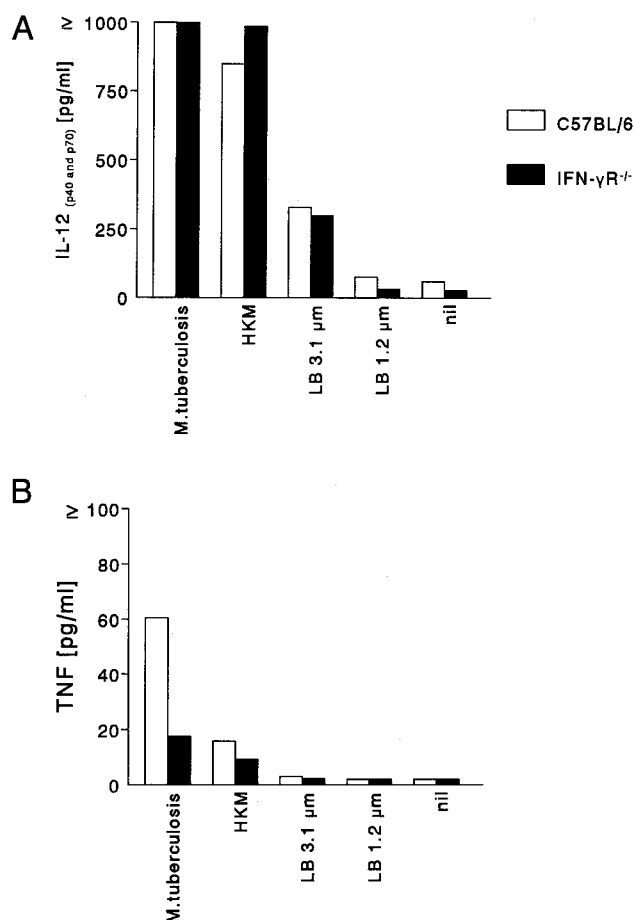 A
≥ 1000
750
500
250
0
IL-12 (p40 and p70) [pg/ml]
M.tuberculosis
HKM
LB 3.1 µm
LB 1.2 µm
nil
C57BL/6
IFN-γR-/-
B
≥ 100
80
60
40
20
0
TNF [pg/ml]
M.tuberculosis
HKM
LB 3.1 µm
LB 1.2 µm
nil